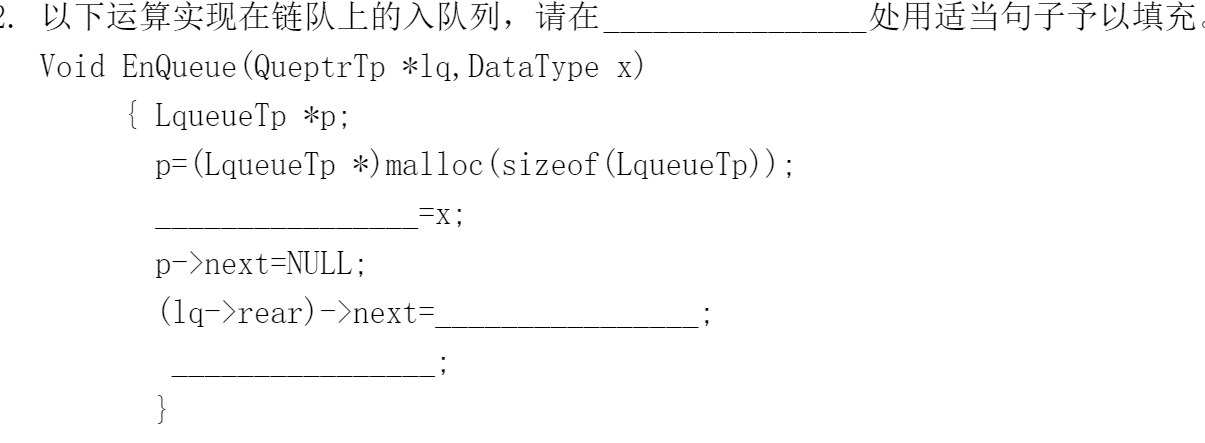 2. 以下运算实现在链队上的入队列，请在________________处用适当句子予以填充。
Void EnQueue(QueptrTp *lq,DataType x)
{ LqueueTp *p;
p=(LqueueTp *)malloc(sizeof(LqueueTp));
________________=x;
p->next=NULL;
(lq->rear)->next=________________;
________________;
}